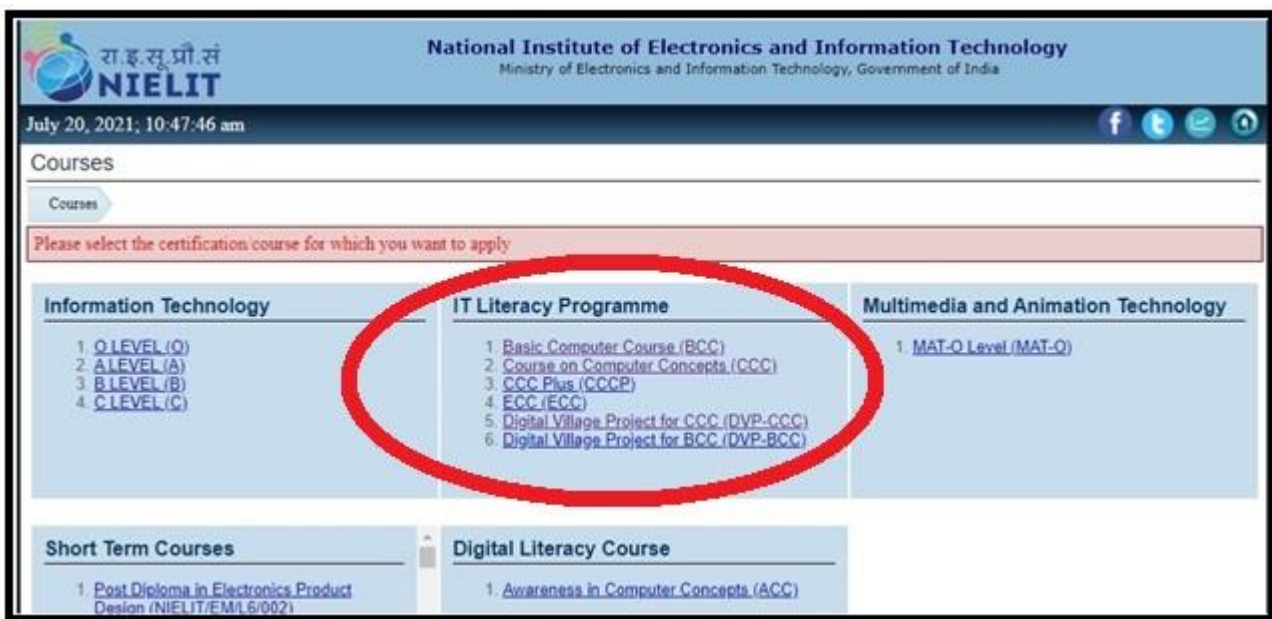 रा.इ.सू.प्रौ.सं
NIELIT
National Institute of Electronics and Information Technology
Ministry of Electronics and Information Technology, Government of India
July 20, 2021; 10:47:46 am
Courses
Courses
Please select the certification/course for which you want to apply
Information Technology
1. O LEVEL (O)
2. A LEVEL (A)
3. B LEVEL (B)
4. C LEVEL (C)
IT Literacy Programme
1. Basic Computer Course (BCC)
2. Course on Computer Concepts (CCC)
3. CCC Plus (CCCP)
4. ECC (ECC)
5. Digital Village Project for CCC (DVP-CCC)
6. Digital Village Project for BCC (DVP-BCC)
Multimedia and Animation Technology
1. MAT-O Level (MAT-O)
Short Term Courses
1. Post Diploma in Electronics Product
Design (NIELIT/EM/L6/002)
Digital Literacy Course
1. Awareness in Computer Concepts (ACC)